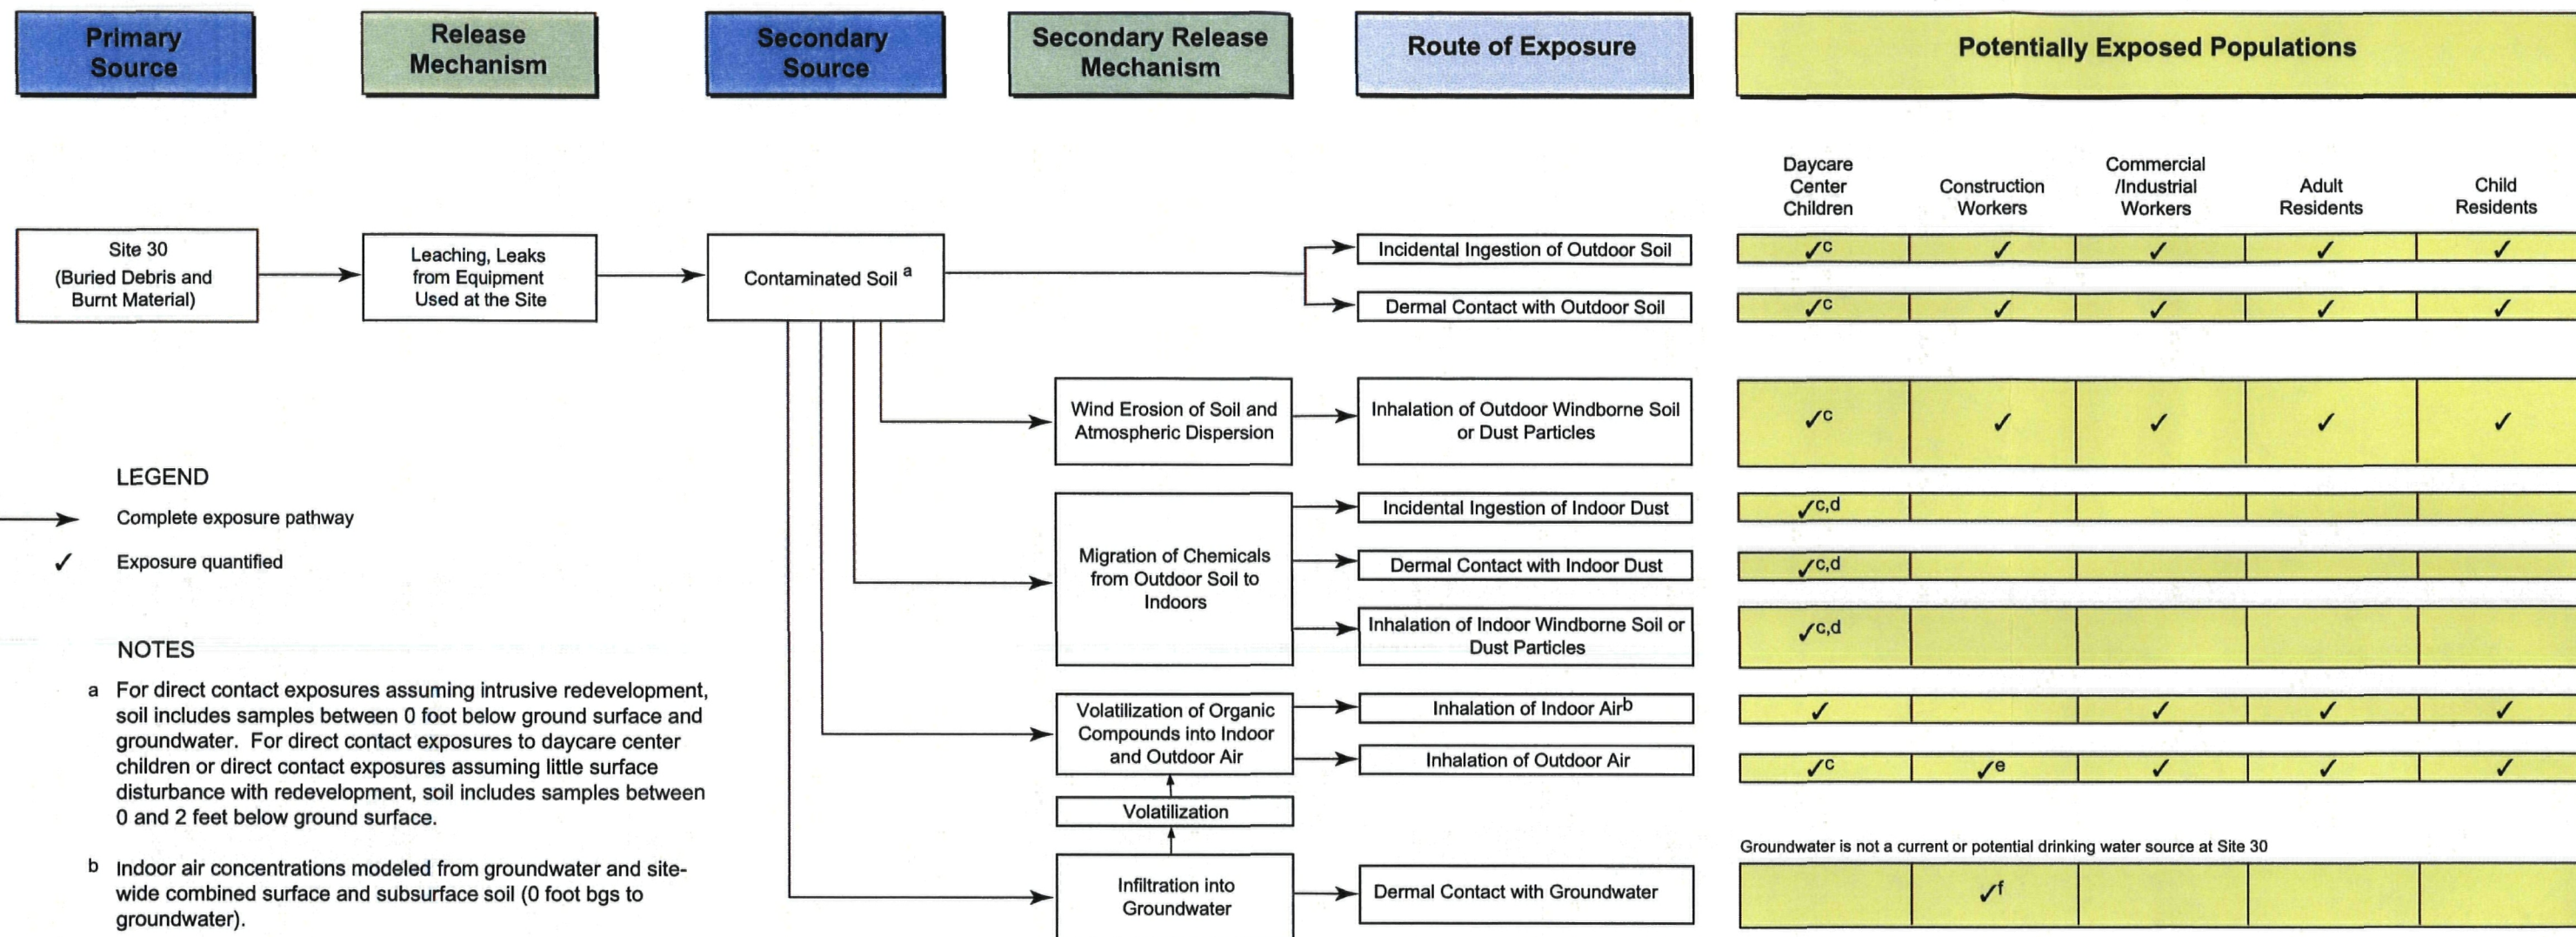 Primary
Source
Release
Mechanism
Secondary
Source
Secondary Release
Mechanism
Route of Exposure
Potentially Exposed Populations
Daycare
Center
Children
Construction
Workers
Commercial
/Industrial
Workers
Adult
Residents
Child
Residents
Site 30
(Buried Debris and
Burnt Material)
Leaching, Leaks
from Equipment
Used at the Site
Contaminated Soil a
Incidental Ingestion of Outdoor Soil
✓c ✓ ✓ ✓ ✓
Dermal Contact with Outdoor Soil
✓c ✓ ✓ ✓ ✓
Wind Erosion of Soil and
Atmospheric Dispersion
Inhalation of Outdoor Windborne Soil
or Dust Particles
✓c ✓ ✓ ✓ ✓
Migration of Chemicals
from Outdoor Soil to
Indoors
Incidental Ingestion of Indoor Dust
✓c,d
Dermal Contact with Indoor Dust
✓c,d
Inhalation of Indoor Windborne Soil or
Dust Particles
✓c,d
Volatilization of Organic
Compounds into Indoor
and Outdoor Air
Inhalation of Indoor Airb
✓ ✓ ✓ ✓
Inhalation of Outdoor Air
✓c ✓e ✓ ✓ ✓
Volatilization
Groundwater is not a current or potential drinking water source at Site 30
Infiltration into
Groundwater
Dermal Contact with Groundwater
✓f
LEGEND
Complete exposure pathway
✓ Exposure quantified
NOTES
a For direct contact exposures assuming intrusive redevelopment,
soil includes samples between 0 foot below ground surface and
groundwater. For direct contact exposures to daycare center
children or direct contact exposures assuming little surface
disturbance with redevelopment, soil includes samples between
0 and 2 feet below ground surface.
b Indoor air concentrations modeled from groundwater and site-
wide combined surface and subsurface soil (0 foot bgs to
groundwater).